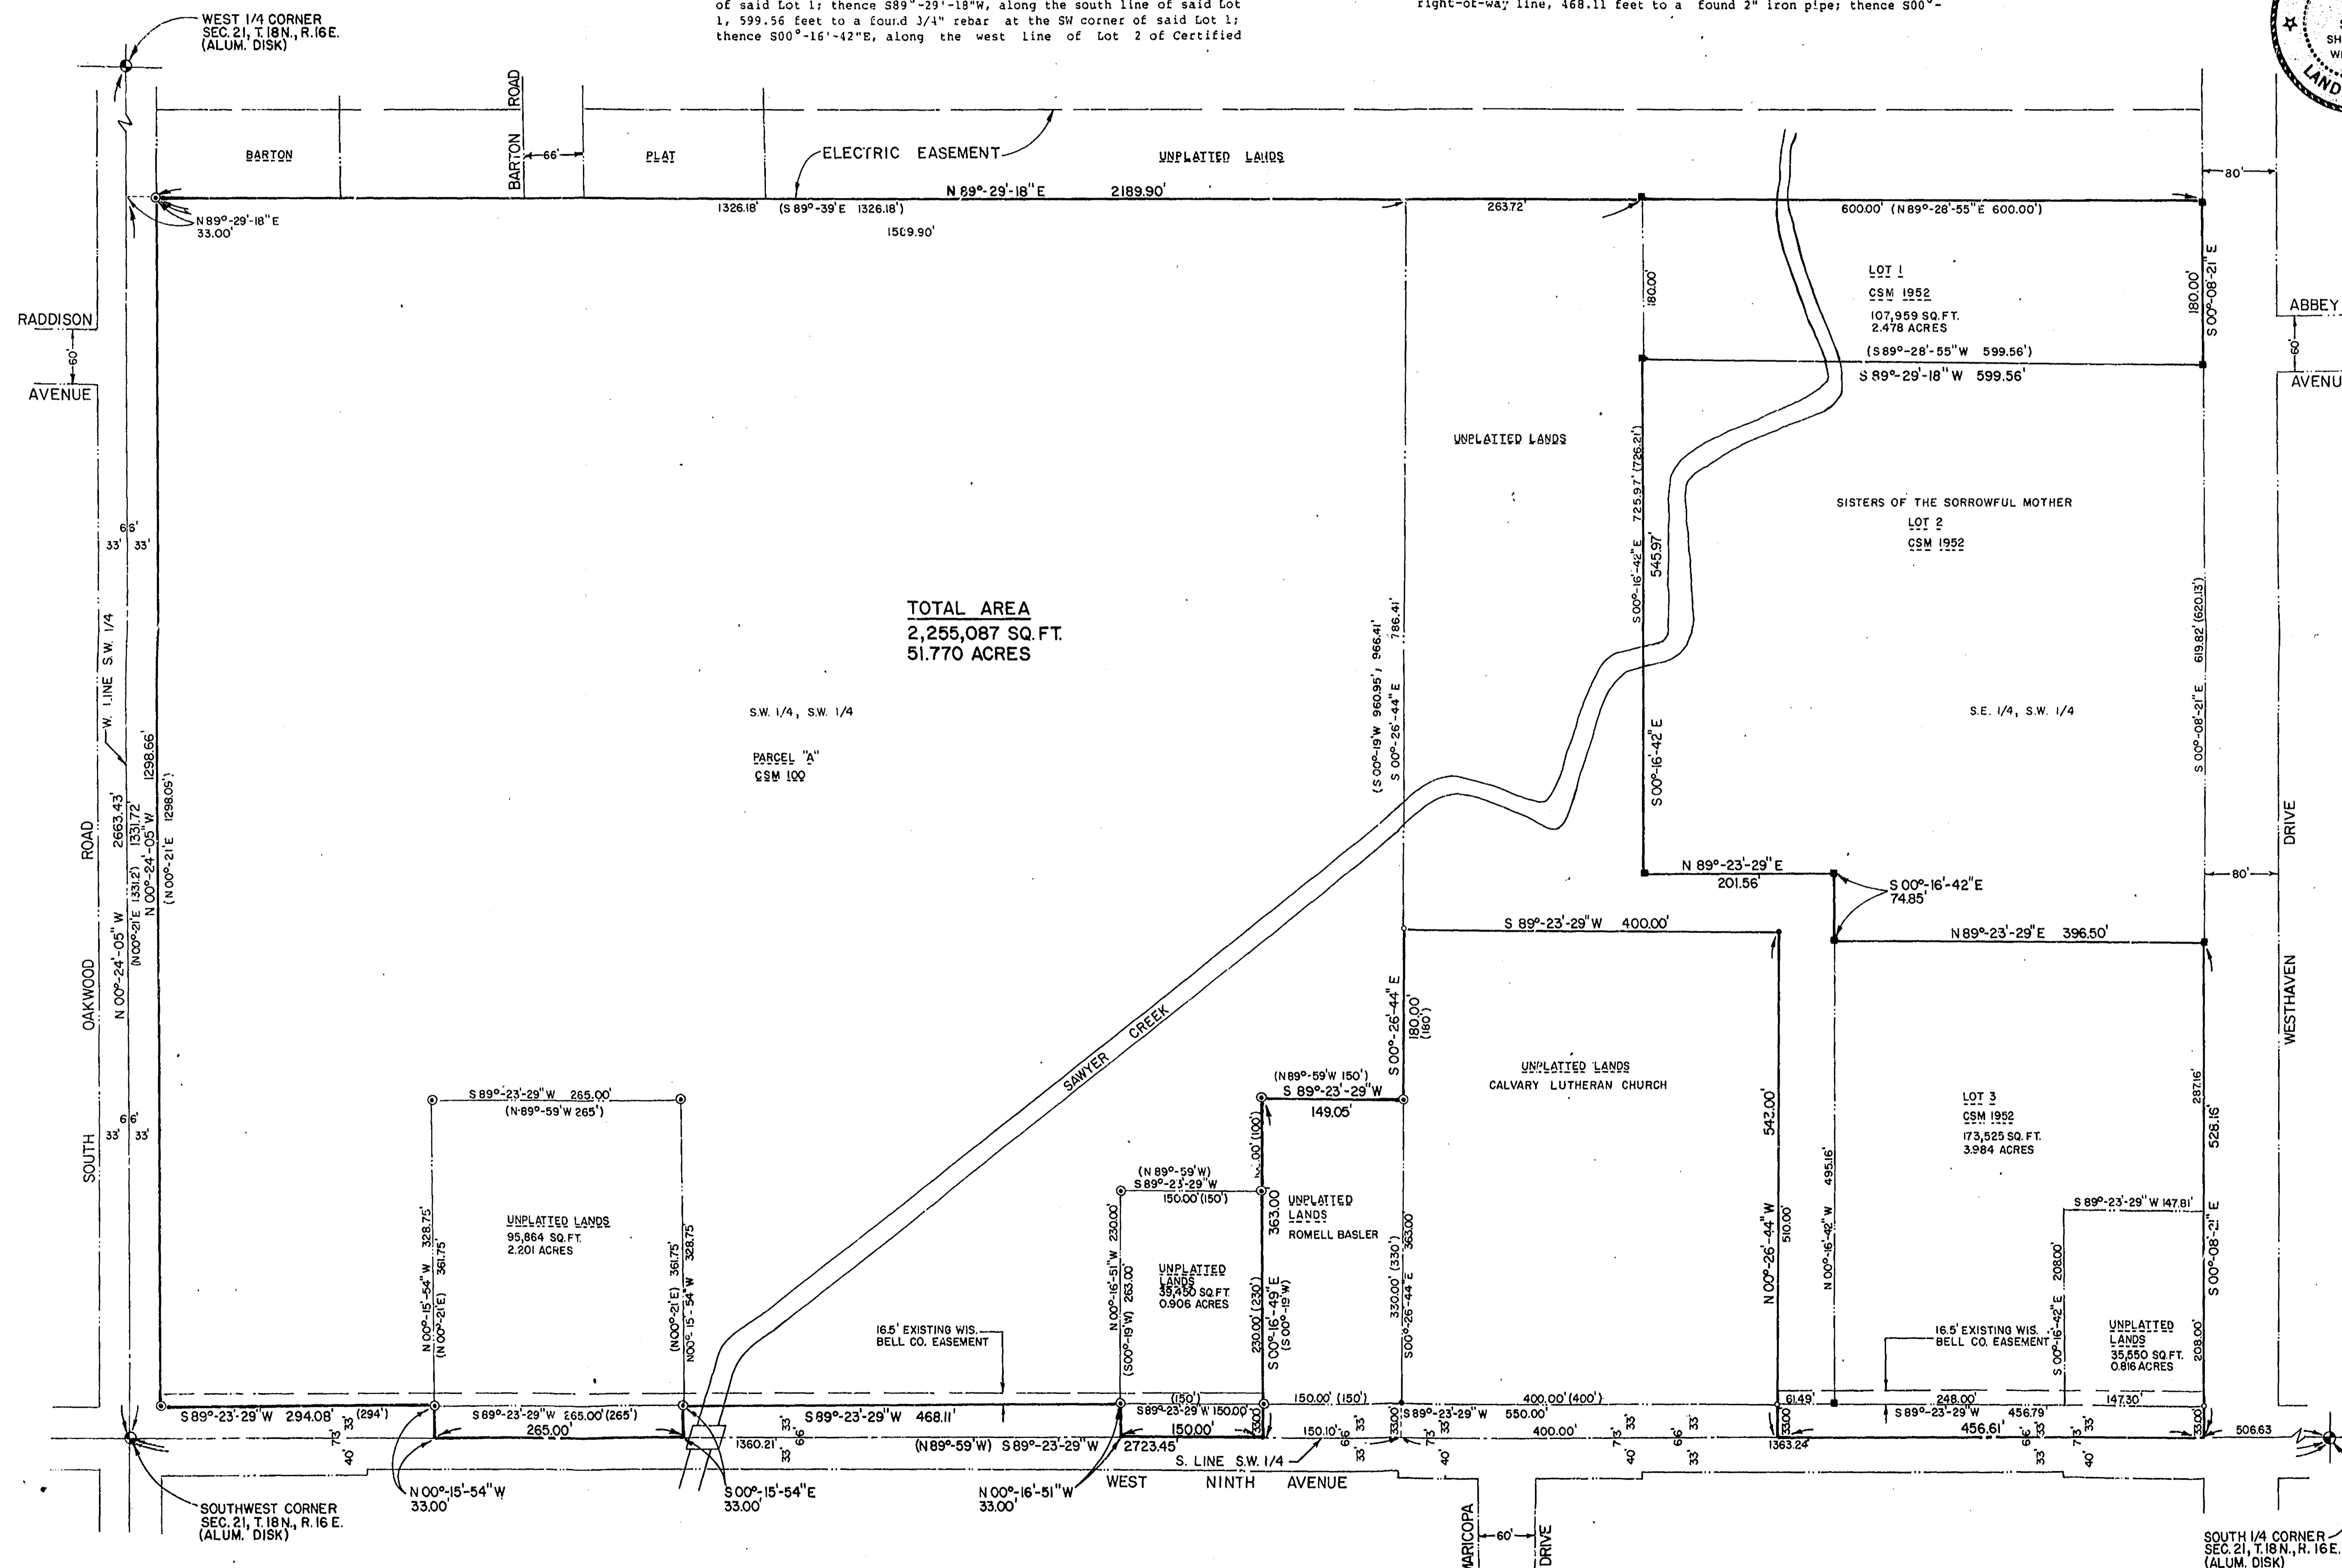 of said Lot 1; thence S89°-29'-18"W, along the south line of said Lot
1, 599.56 feet to a found 3/4" rebar at the SW corner of said Lot 1;
thence S00°-16'-42"E, along the west line of Lot 2 of Certified
right-of-way line, 468.11 feet to a found 2" iron pipe; thence S00°-
LAND
WEST 1/4 CORNER
SEC. 21, T. 18 N., R. 16 E.
(ALUM. DISK)
BARTON
BARTON ROAD
66'
PLAT
ELECTRIC EASEMENT
UNPLATTED LANDS
80'
N 89°-29'-18" E 2189.90'
1326.18' (S 89°-39'E 1326.18')
263.72'
600.00' (N 89°-28'-55" E 600.00')
N 89°-29'-18" E
33.00'
RADDISON
60'
AVENUE
180.00'
LOT 1
CSM 1952
107,959 SQ. FT.
2.478 ACRES
(S 89°-28'-55" W 599.56')
S 89°-29'-18" W 599.56'
180.00'
S 00°-08'-21" E
ABBEY
60'
UNPLATTED LANDS
S 00°-16'-42" E 725.97' (726.21')
545.97'
S 00°-16'-42" E
SISTERS OF THE SORROWFUL MOTHER
LOT 2
CSM 1952
S 00°-08'-21" E 619.82' (620.13')
66'
33' 33'
TOTAL AREA
2,255,087 SQ. FT.
51.770 ACRES
(S 00°-19'W 960.95', 966.41'
S 00°-26'-44" E 786.41'
W. LINE S.W. 1/4
S.W. 1/4, S.W. 1/4
S.E. 1/4, S.W. 1/4
PARCEL "A"
CSM 100
N 00°-24'-05" W 2663.43'
(N 00°-21' E 1331.2') 1331.72'
N 00°-24'-05" W 1298.66'
(N 00°-21' E 1298.09')
SOUTH OAKWOOD ROAD
WESTHAVEN DRIVE
80'
N 89°-23'-29" E
201.56'
S 00°-16'-42" E
74.85'
S 89°-23'-29" W 400.00'
N 89°-23'-29" E 396.50'
S 00°-26'-44" E
180.00'
(180')
SAWYER CREEK
UNPLATTED LANDS
CALVARY LUTHERAN CHURCH
(N 89°-59' W 150')
S 89°-23'-29" W
149.05'
S 89°-23'-29" W 265.00'
(N 89°-59' W 265')
66'
33' 33'
LOT 3
CSM 1952
173,525 SQ. FT.
3.984 ACRES
287.16'
528.16'
N 00°-26'-44" W 543.00'
510.00'
N 00°-16'-42" W 495.16'
(N 89°-59' W)
S 89°-23'-29" W
150.00' (150')
(100')
363.00
UNPLATTED
LANDS
ROMELL BASLER
S 89°-23'-29" W 147.81'
UNPLATTED LANDS
95,864 SQ. FT.
2.201 ACRES
N 00°-15'-54" W 328.75'
(N 00°-21' E) 361.75'
(N 00°-21' E) 361.75'
N 00°-15'-54" W 328.75'
N 00°-16'-51" W 230.00'
(S 00°-19' W) 263.00'
UNPLATTED
LANDS
SQ. FT.
0.906 ACRES
230.00' (230')
S 00°-16'-49" E
(S 00°-19' W)
330.00' (330')
S 00°-26'-44" E 363.00'
S 00°-16'-42" E 208.00'
S 00°-08'-21" E
208.00'
UNPLATTED
LANDS
35,550 SQ. FT.
0.816 ACRES
16.5' EXISTING WIS.
BELL CO. EASEMENT
16.5' EXISTING WIS.
BELL CO. EASEMENT
S 89°-23'-29" W 294.08' (294')
S 89°-23'-29" W 265.00' (265')
S 89°-23'-29" W 468.11'
(150')
S 89°-23'-29" W 150.00'
150.00' (150')
400.00' (400')
S 89°-23'-29" W 550.00'
61.49'
248.00'
147.30'
S 89°-23'-29" W 456.79'
265.00'
150.00'
33.00'
33.00'
33.00'
33.00'
1360.21'
(N 89°-59' W) S 89°-23'-29" W 2723.45'
150.10'
400.00'
1363.24'
456.61'
506.63
73' 33'
40'
33'
66'
33'
S. LINE S.W. 1/4
WEST NINTH AVENUE
N 00°-15'-54" W
33.00'
S 00°-15'-54" E
33.00'
N 00°-16'-51" W
33.00'
SOUTHWEST CORNER
SEC. 21, T. 18 N., R. 16 E.
(ALUM. DISK)
60'
DRIVE
SOUTH 1/4 CORNER
SEC. 21, T. 18 N., R. 16 E.
(ALUM. DISK)